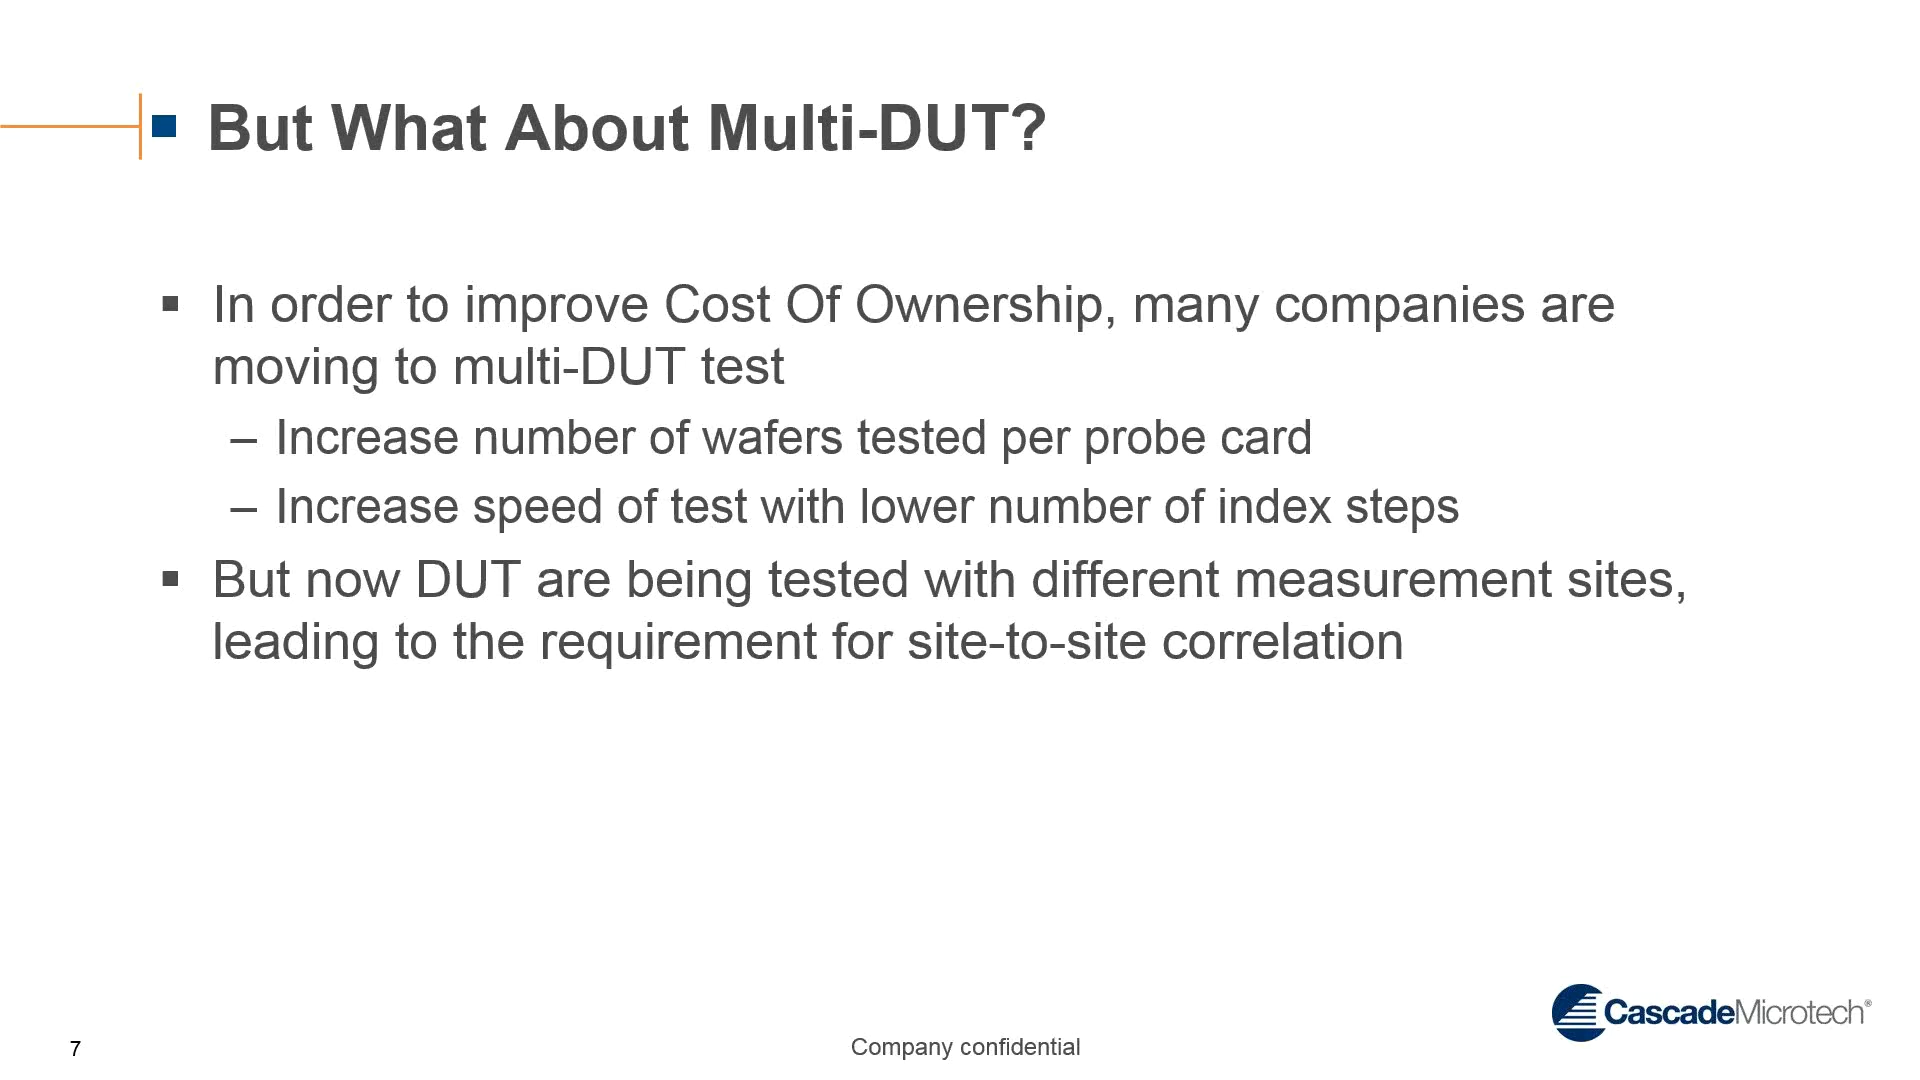 But What About Multi-DUT?
▪ In order to improve Cost Of Ownership, many companies are
moving to multi-DUT test
– Increase number of wafers tested per probe card
– Increase speed of test with lower number of index steps
▪ But now DUT are being tested with different measurement sites,
leading to the requirement for site-to-site correlation
CascadeMicrotech®
7
Company confidential